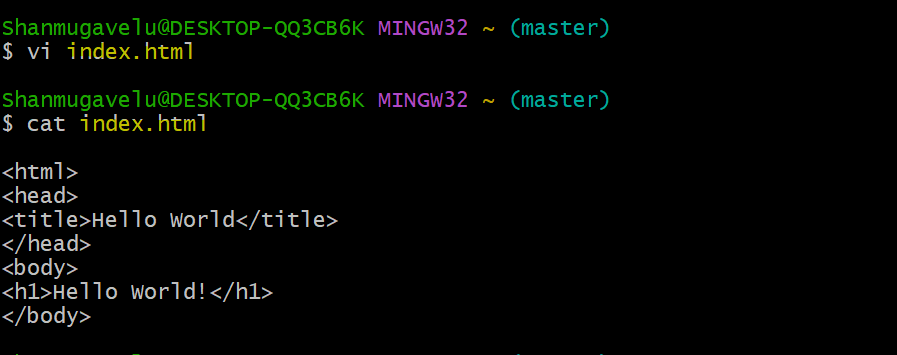 Shanmugavelu@DESKTOP-QQ3CB6K MINGW32 ~ (master)
$ vi index.html
Shanmugavelu@DESKTOP-QQ3CB6K MINGW32 ~ (master)
$ cat index.html
<html>
<head>
<title>Hello World</title>
</head>
<body>
<h1>Hello World!</h1>
</body>